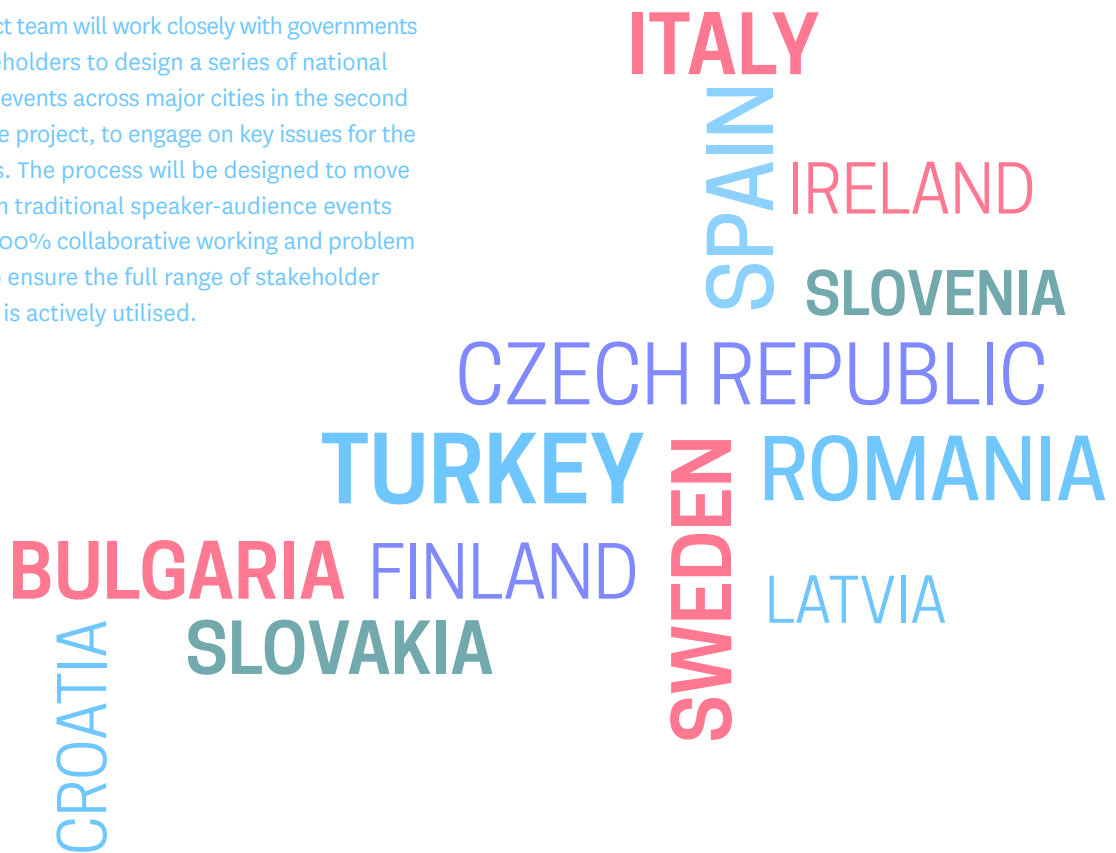 ct team will work closely with governments
eholders to design a series of national
events across major cities in the second
e project, to engage on key issues for the
s. The process will be designed to move
n traditional speaker-audience events
00% collaborative working and problem
o ensure the full range of stakeholder
is actively utilised.
ITALY
SPAIN
IRELAND
SLOVENIA
CZECH REPUBLIC
TURKEY
SWEDEN
ROMANIA
BULGARIA FINLAND
LATVIA
SLOVAKIA
CROATIA